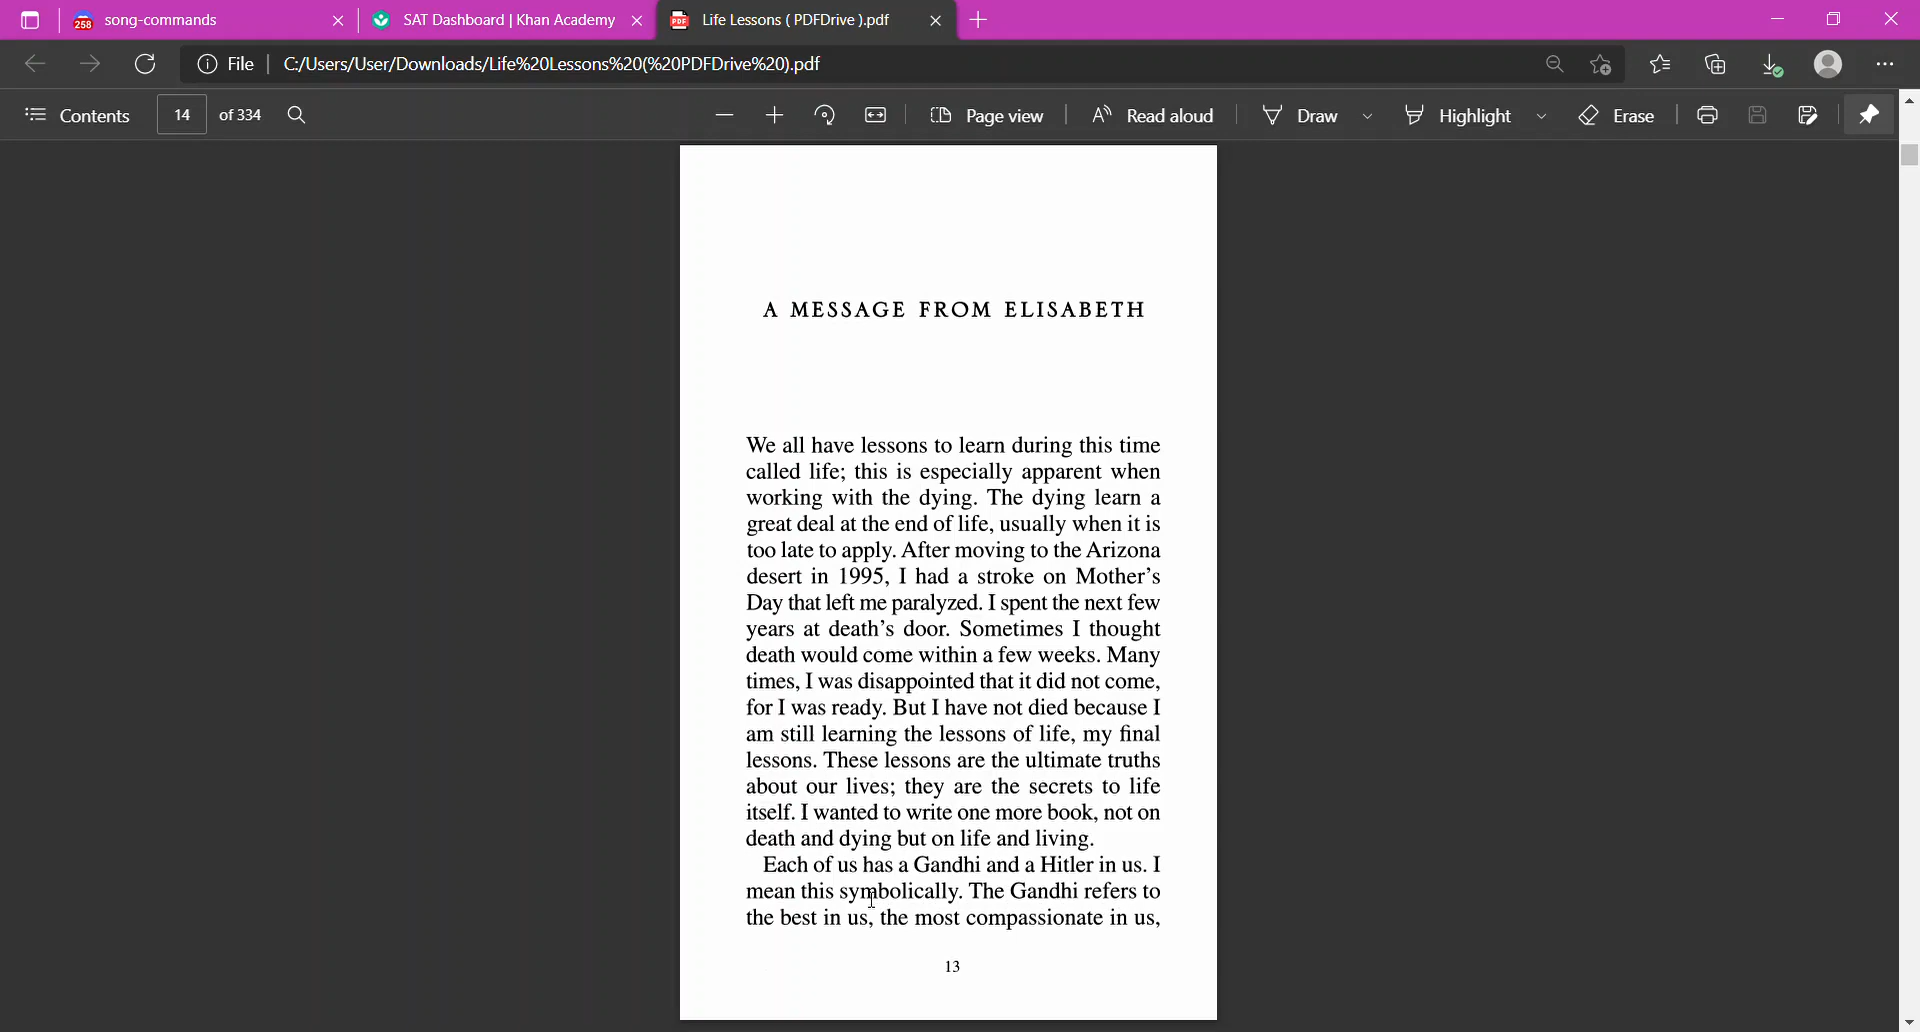 song-commands
SAT Dashboard | Khan Academy
Life Lessons ( PDFDrive ).pdf
258
PDF
File
C:/Users/User/Downloads/Life%20Lessons%20(%20PDFDrive%20).pdf
Contents
14
of 334
Page view
Read aloud
Draw
Highlight
Erase
A MESSAGE FROM ELISABETH
We all have lessons to learn during this time
called life; this is especially apparent when
working with the dying. The dying learn a
great deal at the end of life, usually when it is
too late to apply. After moving to the Arizona
desert in 1995, I had a stroke on Mother’s
Day that left me paralyzed. I spent the next few
years at death’s door. Sometimes I thought
death would come within a few weeks. Many
times, I was disappointed that it did not come,
for I was ready. But I have not died because I
am still learning the lessons of life, my final
lessons. These lessons are the ultimate truths
about our lives; they are the secrets to life
itself. I wanted to write one more book, not on
death and dying but on life and living.
Each of us has a Gandhi and a Hitler in us. I
mean this symbolically. The Gandhi refers to
the best in us, the most compassionate in us,
13